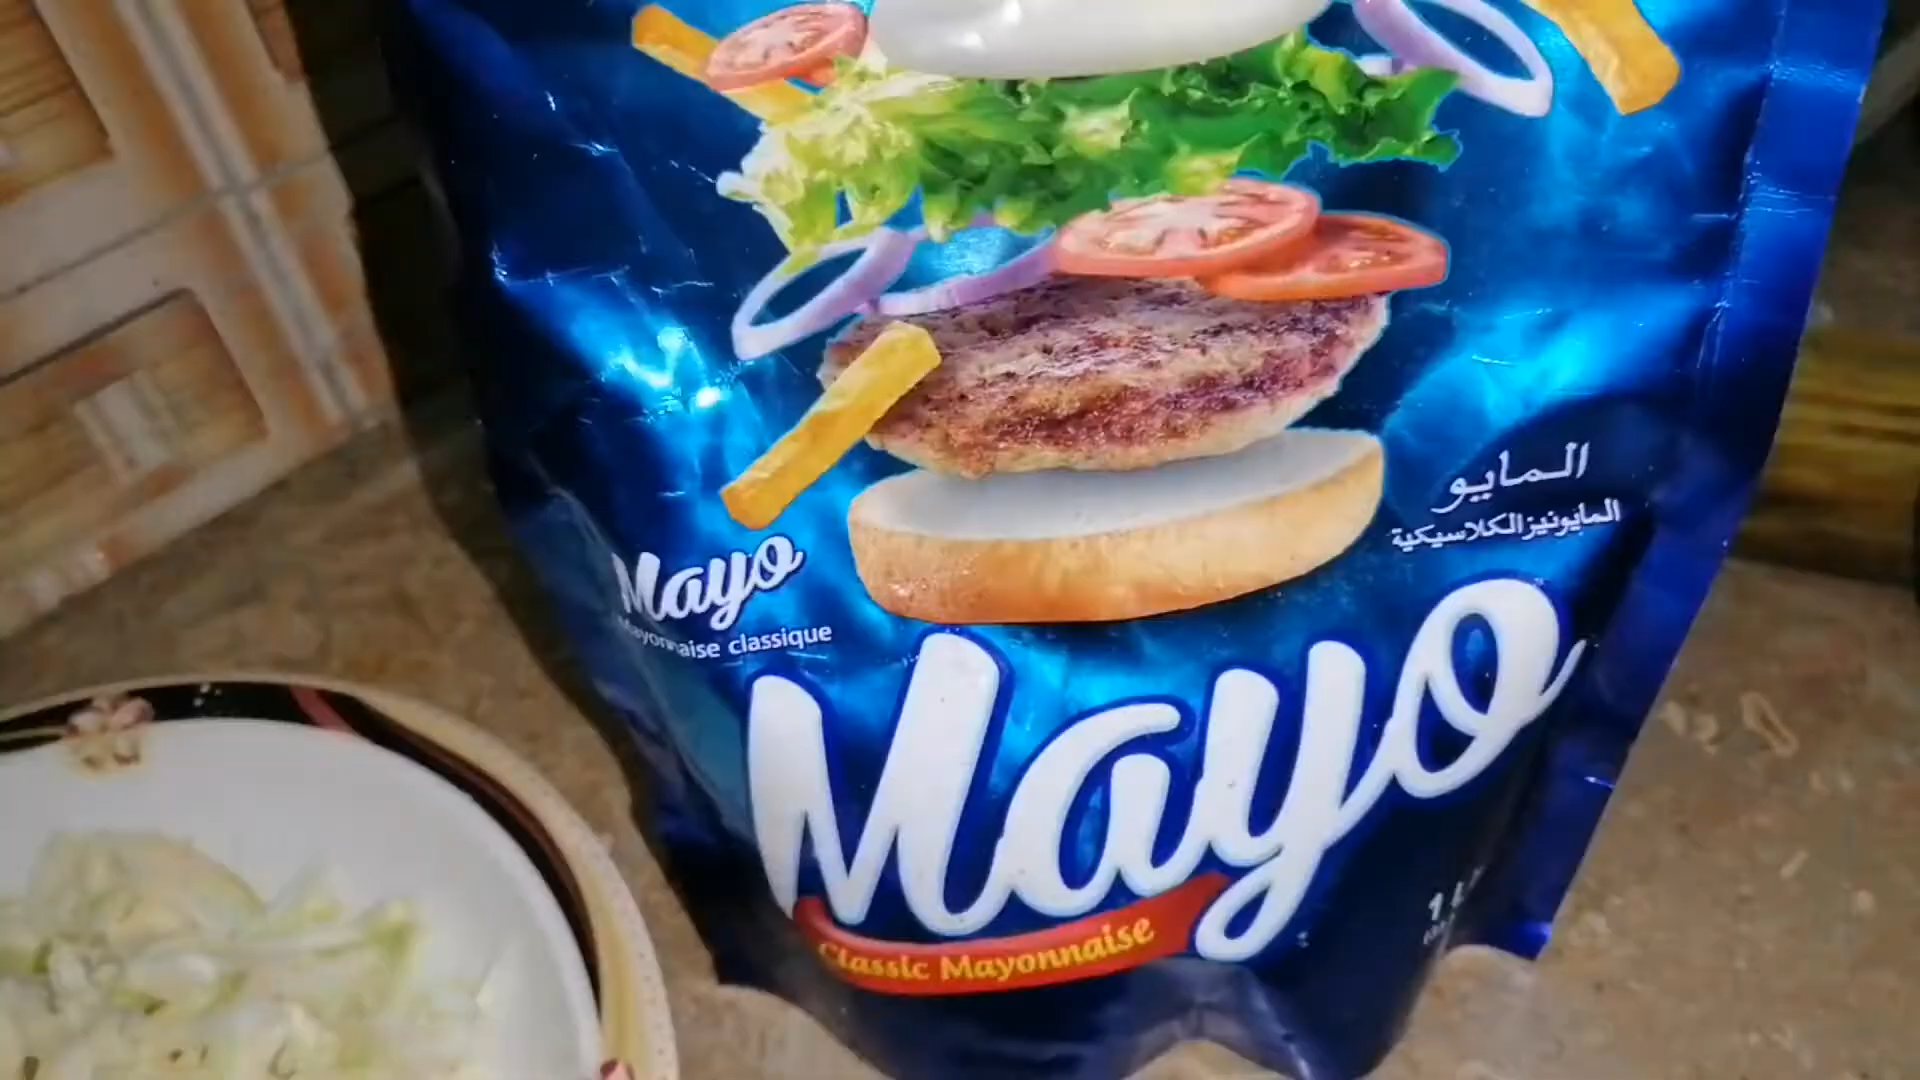 المايو
المايونيز الكلاسيكية
Mayo
Mayonnaise classique
Mayo
Classic Mayonnaise